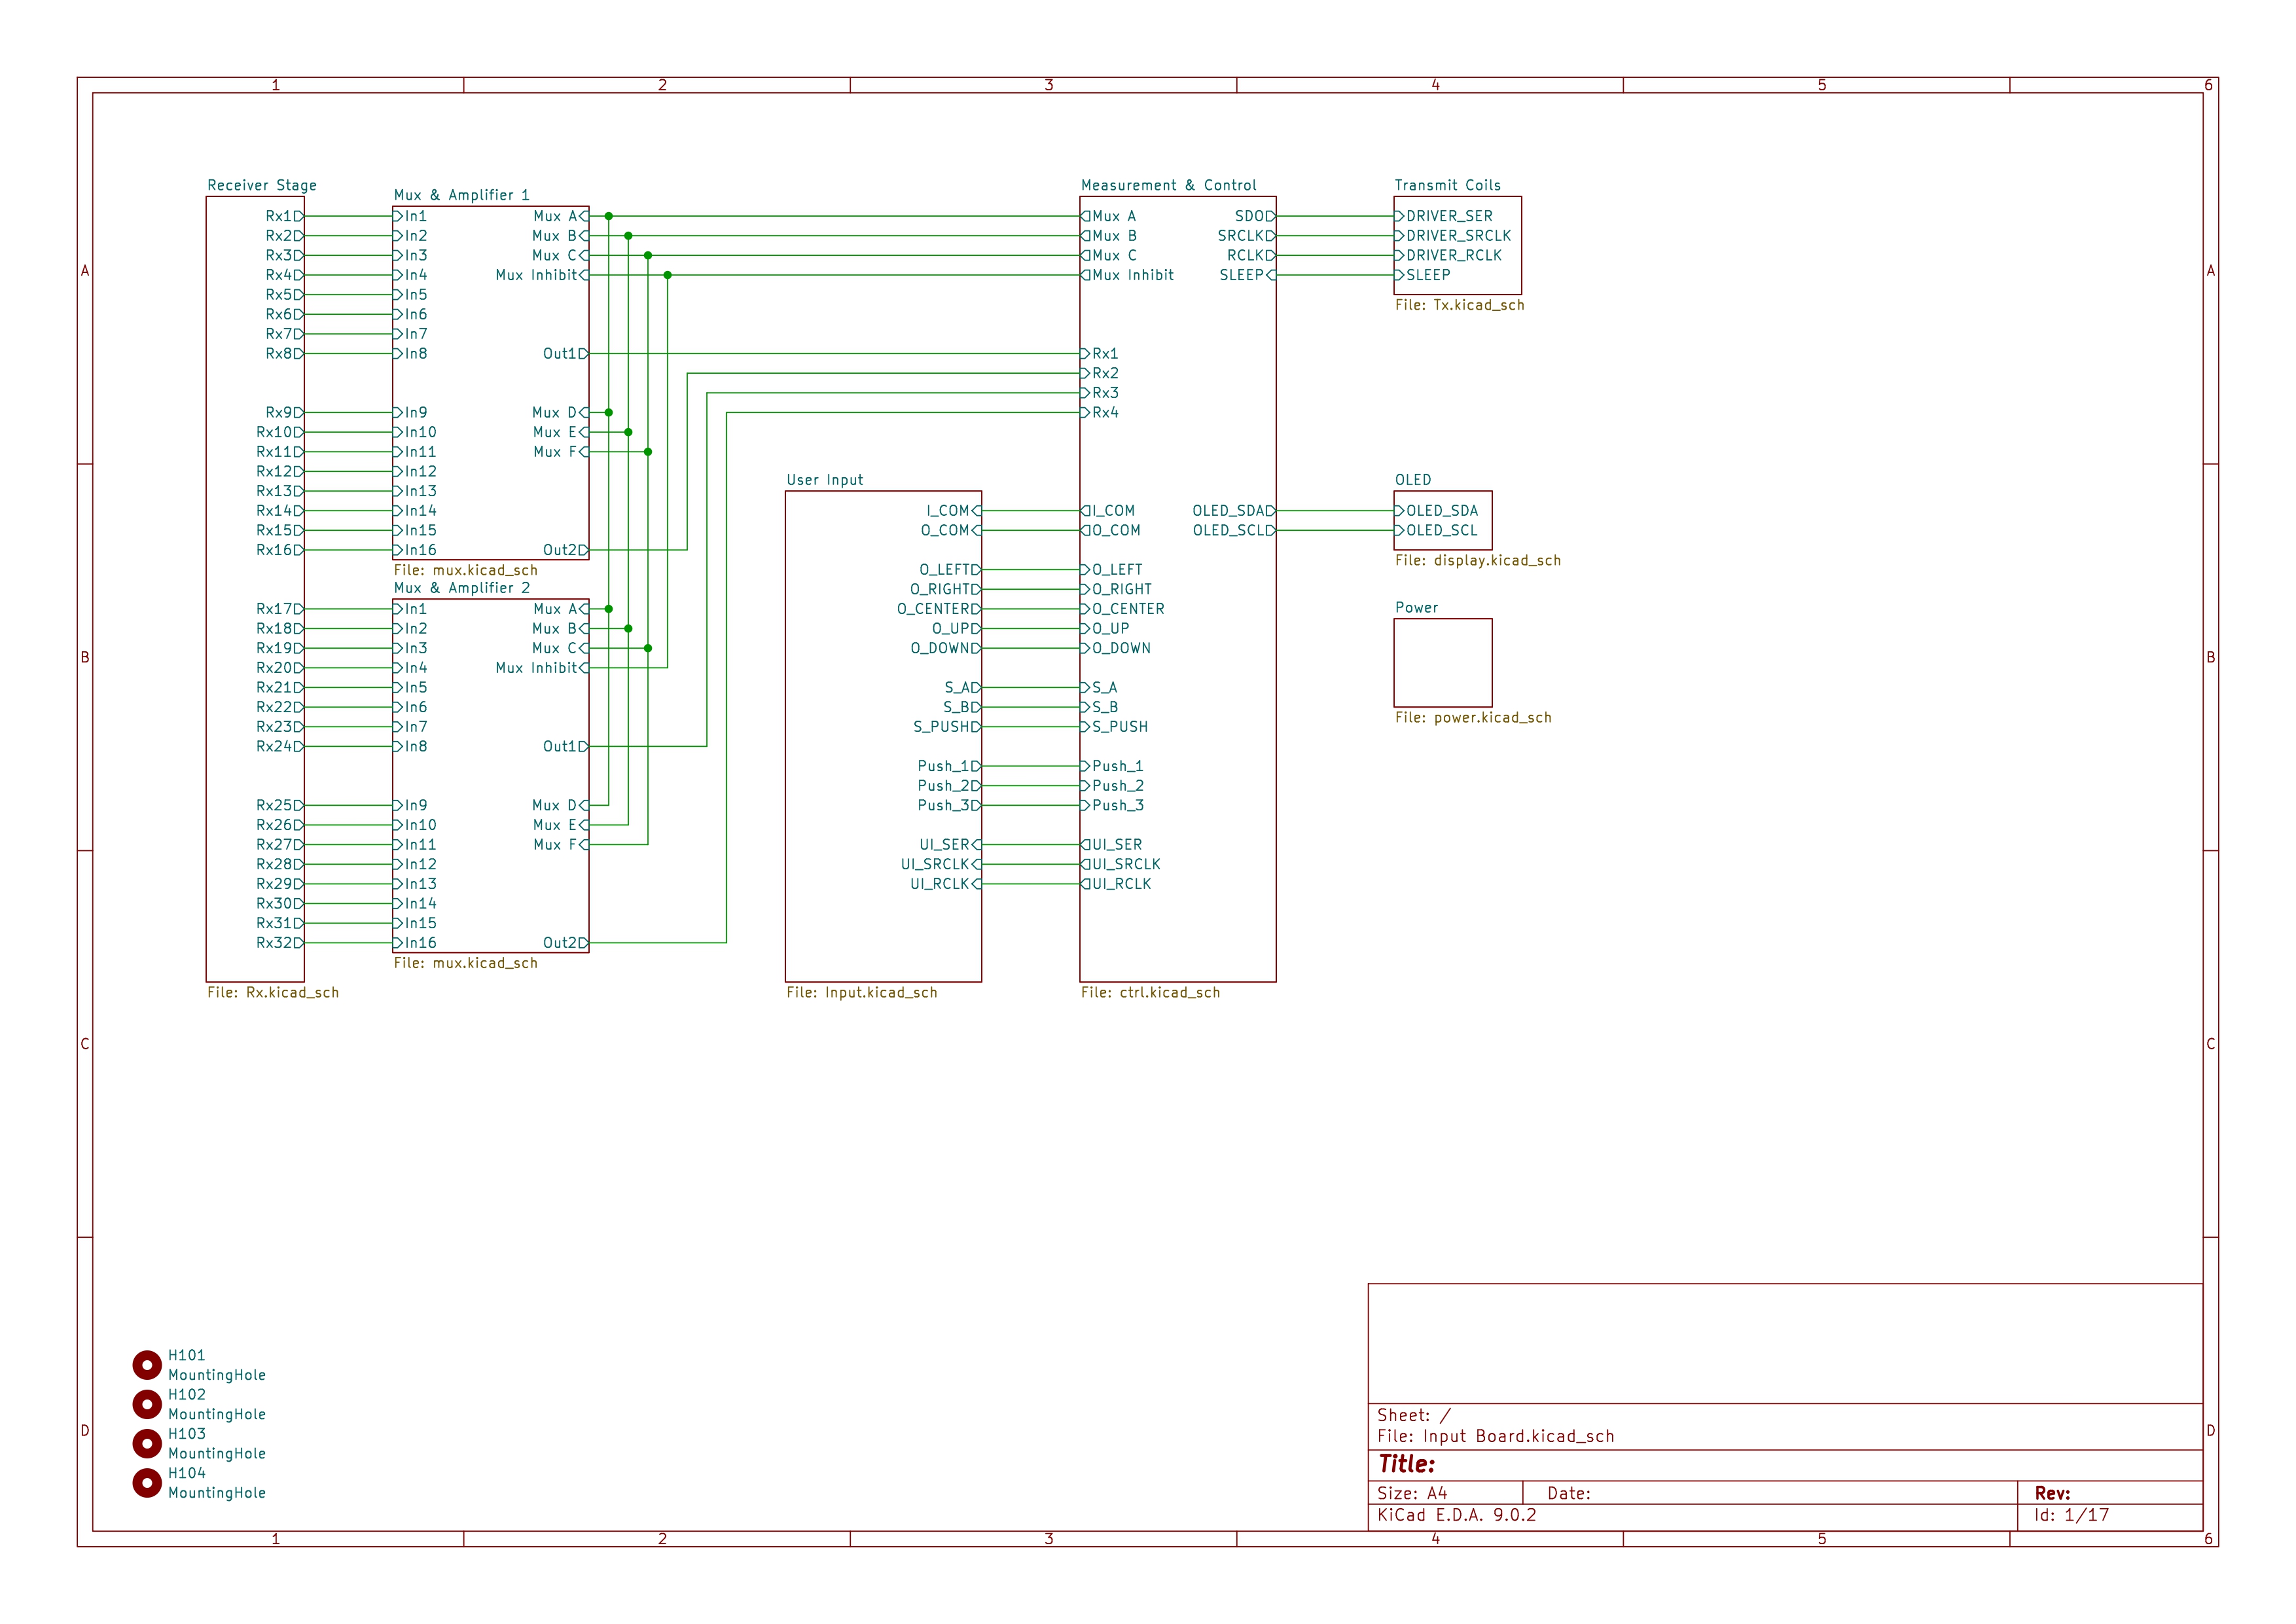 1 2 3 4 5 6
A A
B B
C C
D D
Receiver Stage
Rx1
Rx2
Rx3
Rx4
Rx5
Rx6
Rx7
Rx8
Rx9
Rx10
Rx11
Rx12
Rx13
Rx14
Rx15
Rx16
Rx17
Rx18
Rx19
Rx20
Rx21
Rx22
Rx23
Rx24
Rx25
Rx26
Rx27
Rx28
Rx29
Rx30
Rx31
Rx32
File: Rx.kicad_sch
Mux & Amplifier 1
In1 Mux A
In2 Mux B
In3 Mux C
In4 Mux Inhibit
In5
In6
In7
In8 Out1
In9 Mux D
In10 Mux E
In11 Mux F
In12
In13
In14
In15
In16 Out2
File: mux.kicad_sch
Mux & Amplifier 2
In1 Mux A
In2 Mux B
In3 Mux C
In4 Mux Inhibit
In5
In6
In7
In8 Out1
In9 Mux D
In10 Mux E
In11 Mux F
In12
In13
In14
In15
In16 Out2
File: mux.kicad_sch
User Input
I_COM
O_COM
O_LEFT
O_RIGHT
O_CENTER
O_UP
O_DOWN
S_A
S_B
S_PUSH
Push_1
Push_2
Push_3
UI_SER
UI_SRCLK
UI_RCLK
File: Input.kicad_sch
Measurement & Control
Mux A SDO
Mux B SRCLK
Mux C RCLK
Mux Inhibit SLEEP
Rx1
Rx2
Rx3
Rx4
I_COM OLED_SDA
O_COM OLED_SCL
O_LEFT
O_RIGHT
O_CENTER
O_UP
O_DOWN
S_A
S_B
S_PUSH
Push_1
Push_2
Push_3
UI_SER
UI_SRCLK
UI_RCLK
File: ctrl.kicad_sch
Transmit Coils
DRIVER_SER
DRIVER_SRCLK
DRIVER_RCLK
SLEEP
File: Tx.kicad_sch
OLED
OLED_SDA
OLED_SCL
File: display.kicad_sch
Power
File: power.kicad_sch
H101
MountingHole
H102
MountingHole
H103
MountingHole
H104
MountingHole
Sheet: /
File: Input Board.kicad_sch
Title:
Size: A4 Date: Rev:
KiCad E.D.A. 9.0.2 Id: 1/17
1 2 3 4 5 6